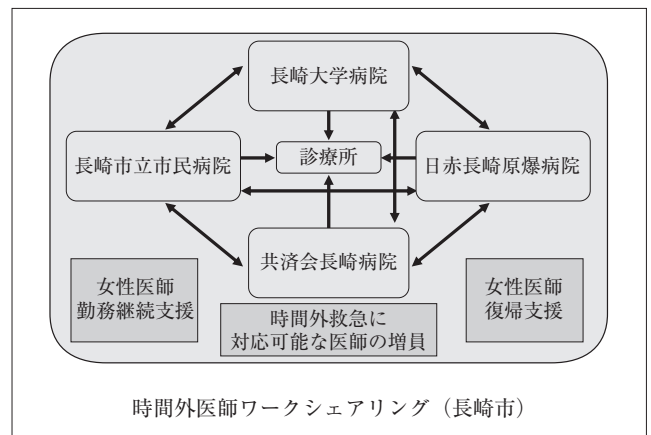 長崎大学病院
診療所
長崎市立市民病院
日赤長崎原爆病院
共済会長崎病院
女性医師
勤務継続支援
時間外救急に
対応可能な医師の増員
女性医師
復帰支援
時間外医師ワークシェアリング（長崎市）